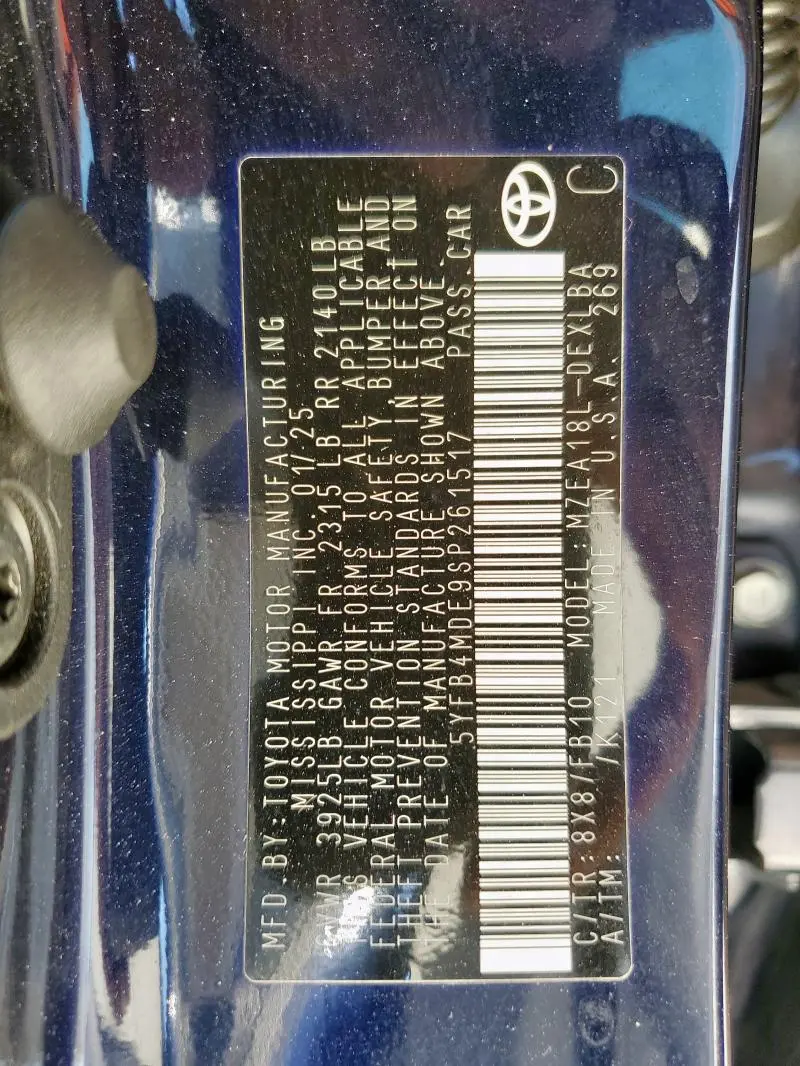 MFD.BY:TOYOTA MOTOR MANUFACTURING
MISSISSIPPI INC 01/25
GVWR 3925LB GAWR FR 2315 LB RR 2140LB
THIS VEHICLE CONFORMS TO ALL APPLICABLE
FEDERAL MOTOR VEHICLE SAFETY, BUMPER,AND
THEFT PREVENTION STANDARDS IN EFFECT ON
THE DATE OF MANUFACTURE SHOWN ABOVE.
5YFB4MDE9SP261517 PASS.CAR
C/TR:8X8/FB10 MODEL:MZEA18L-DEXLBA
A/TM: /K121 MADE IN U.S.A. 269
C